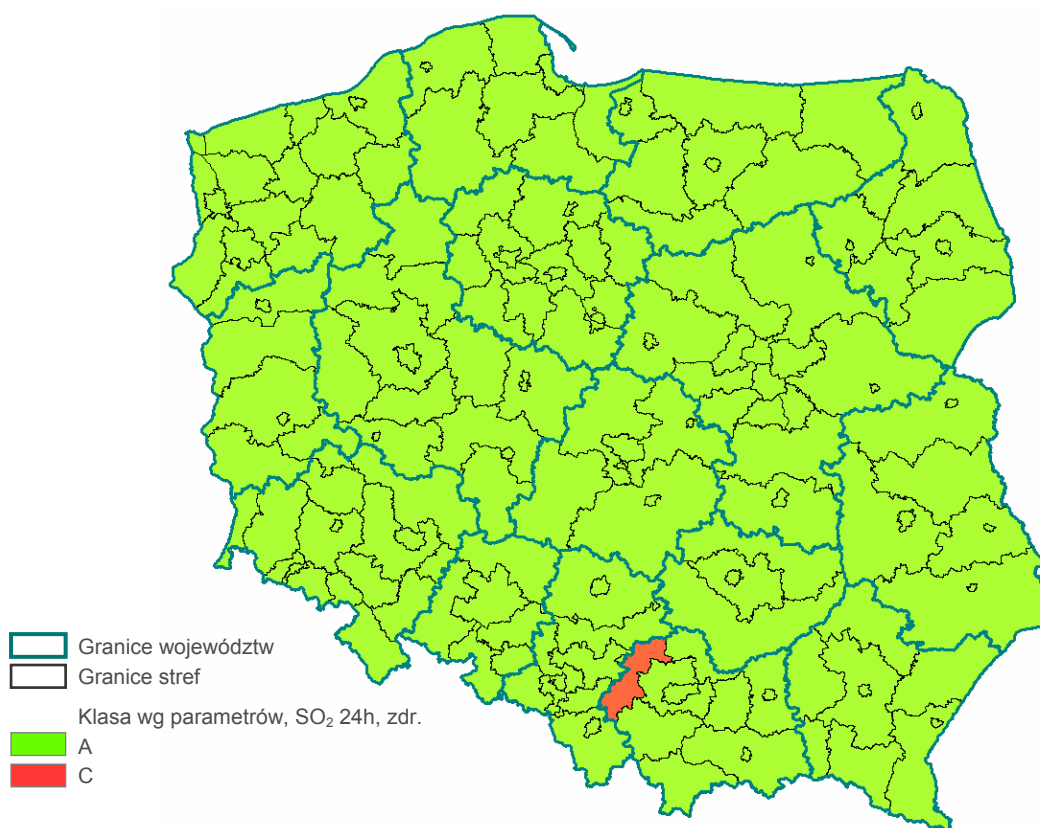 Granice województw
Granice stref
Klasa wg parametrów, SO₂ 24h, zdr.
A
C